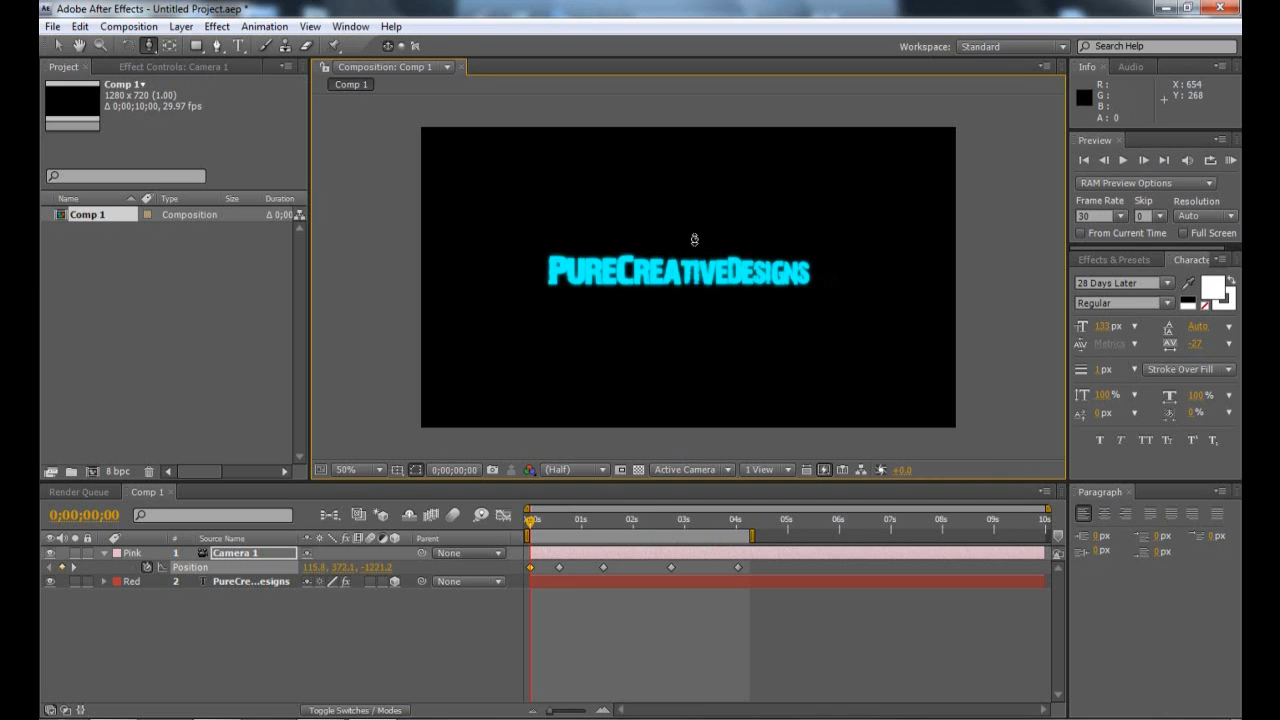 Adobe After Effects - Untitled Project.aep *
File Edit Composition Layer Effect Animation View Window Help
Workspace: Standard Search Help
Project Effect Controls: Camera 1
Comp 1
1280 x 720 (1.00)
Δ 0;00;10;00, 29.97 fps
Name Type Size Duration
Comp 1 Composition Δ 0;00
8 bpc
Composition: Comp 1
Comp 1
PURECREATIVEDESIGNS
50% 0;00;00;00 (Half) Active Camera 1 View +0.0
Info Audio
R: X: 654
G: Y: 268
B:
A: 0
Preview
RAM Preview Options
Frame Rate Skip Resolution
30 0 Auto
From Current Time Full Screen
Effects & Presets Characte
28 Days Later
Regular
133 px Auto
Metrics -27
1 px Stroke Over Fill
100 % 100 %
0 px 0 %
T T TT Tт T¹ T₁
Paragraph
0 px 0 px 0 px
0 px 0 px
Render Queue Comp 1
0;00;00;00
# Source Name Parent
01s 02s 03s 04s 05s 06s 07s 08s 09s 10s
Pink 1 Camera 1 None
Position 115.8, 372.1, -1221.2
Red 2 T PureCre...esigns None
Toggle Switches / Modes